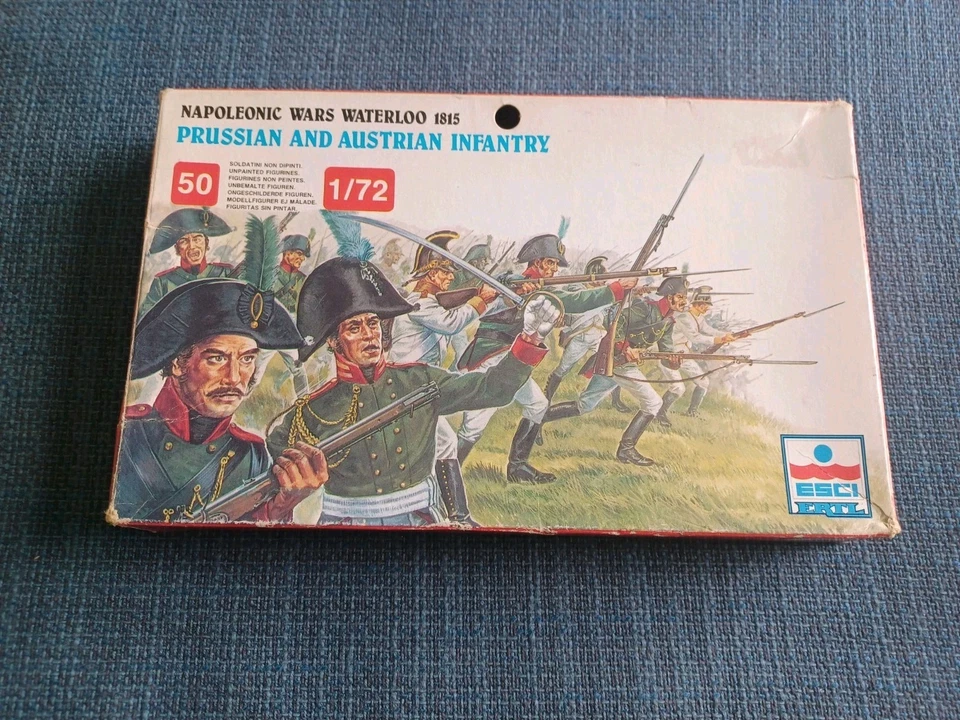 NAPOLEONIC WARS WATERLOO 1815
PRUSSIAN AND AUSTRIAN INFANTRY
50
SOLDATINI NON DIPINTI.
UNPAINTED FIGURINES.
FIGURINES NON PEINTES.
UNBEMALTE FIGUREN.
ONGESCHILDERDE FIGUREN.
MODELLFIGURER EJ MÅLADE.
FIGURITAS SIN PINTAR.
1/72
ESCI
ERTL